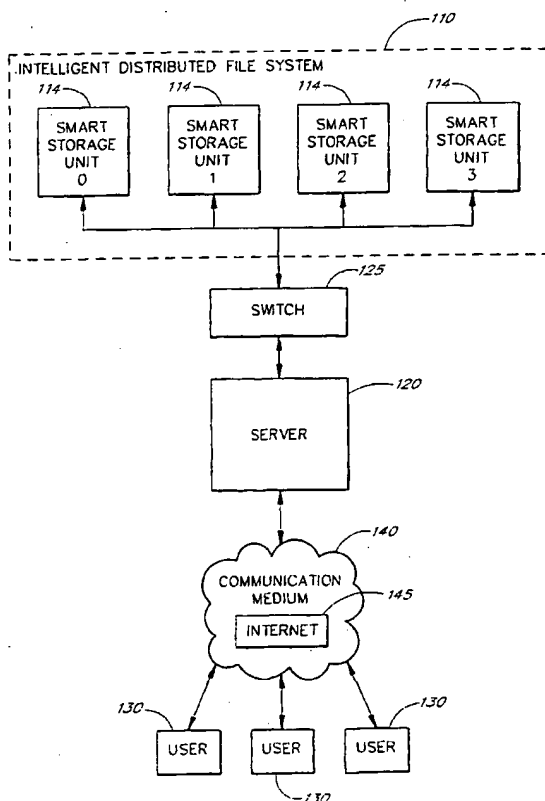 110
INTELLIGENT DISTRIBUTED FILE SYSTEM
114
114
114
114
SMART
STORAGE
UNIT
0
SMART
STORAGE
UNIT
1
SMART
STORAGE
UNIT
2
SMART
STORAGE
UNIT
3
125
SWITCH
120
SERVER
140
COMMUNICATION
MEDIUM
145
INTERNET
130
USER
USER
130
130
USER